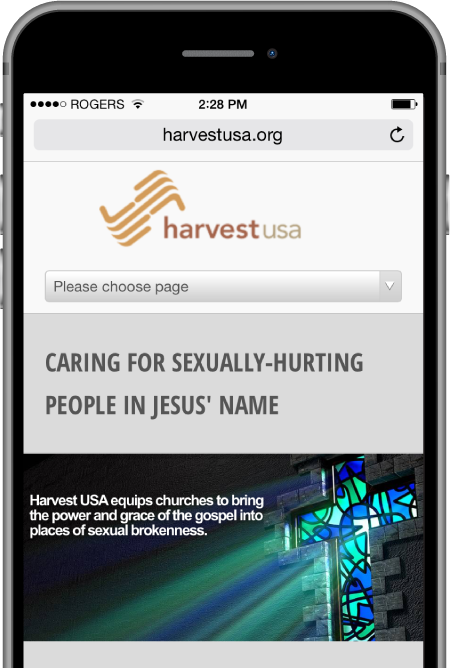 ROGERS 2:28 PM
harvestusa.org
harvestusa
Please choose page
CARING FOR SEXUALLY-HURTING
PEOPLE IN JESUS' NAME
Harvest USA equips churches to bring
the power and grace of the gospel into
places of sexual brokenness.